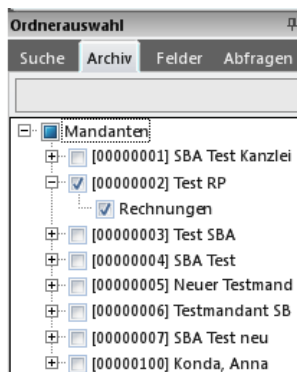 Ordnerauswahl
Suche Archiv Felder Abfragen
Mandanten
[00000001] SBA Test Kanzlei
[00000002] Test RP
Rechnungen
[00000003] Test SBA
[00000004] SBA Test
[00000005] Neuer Testmand
[00000006] Testmandant SB
[00000007] SBA Test neu
[00000100] Konda, Anna